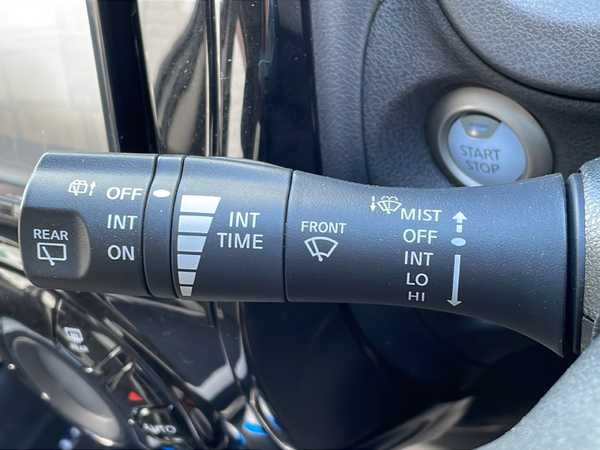 OFF
INT
ON
REAR
INT
TIME
FRONT
MIST
OFF
INT
LO
HI
START
STOP
AUTO